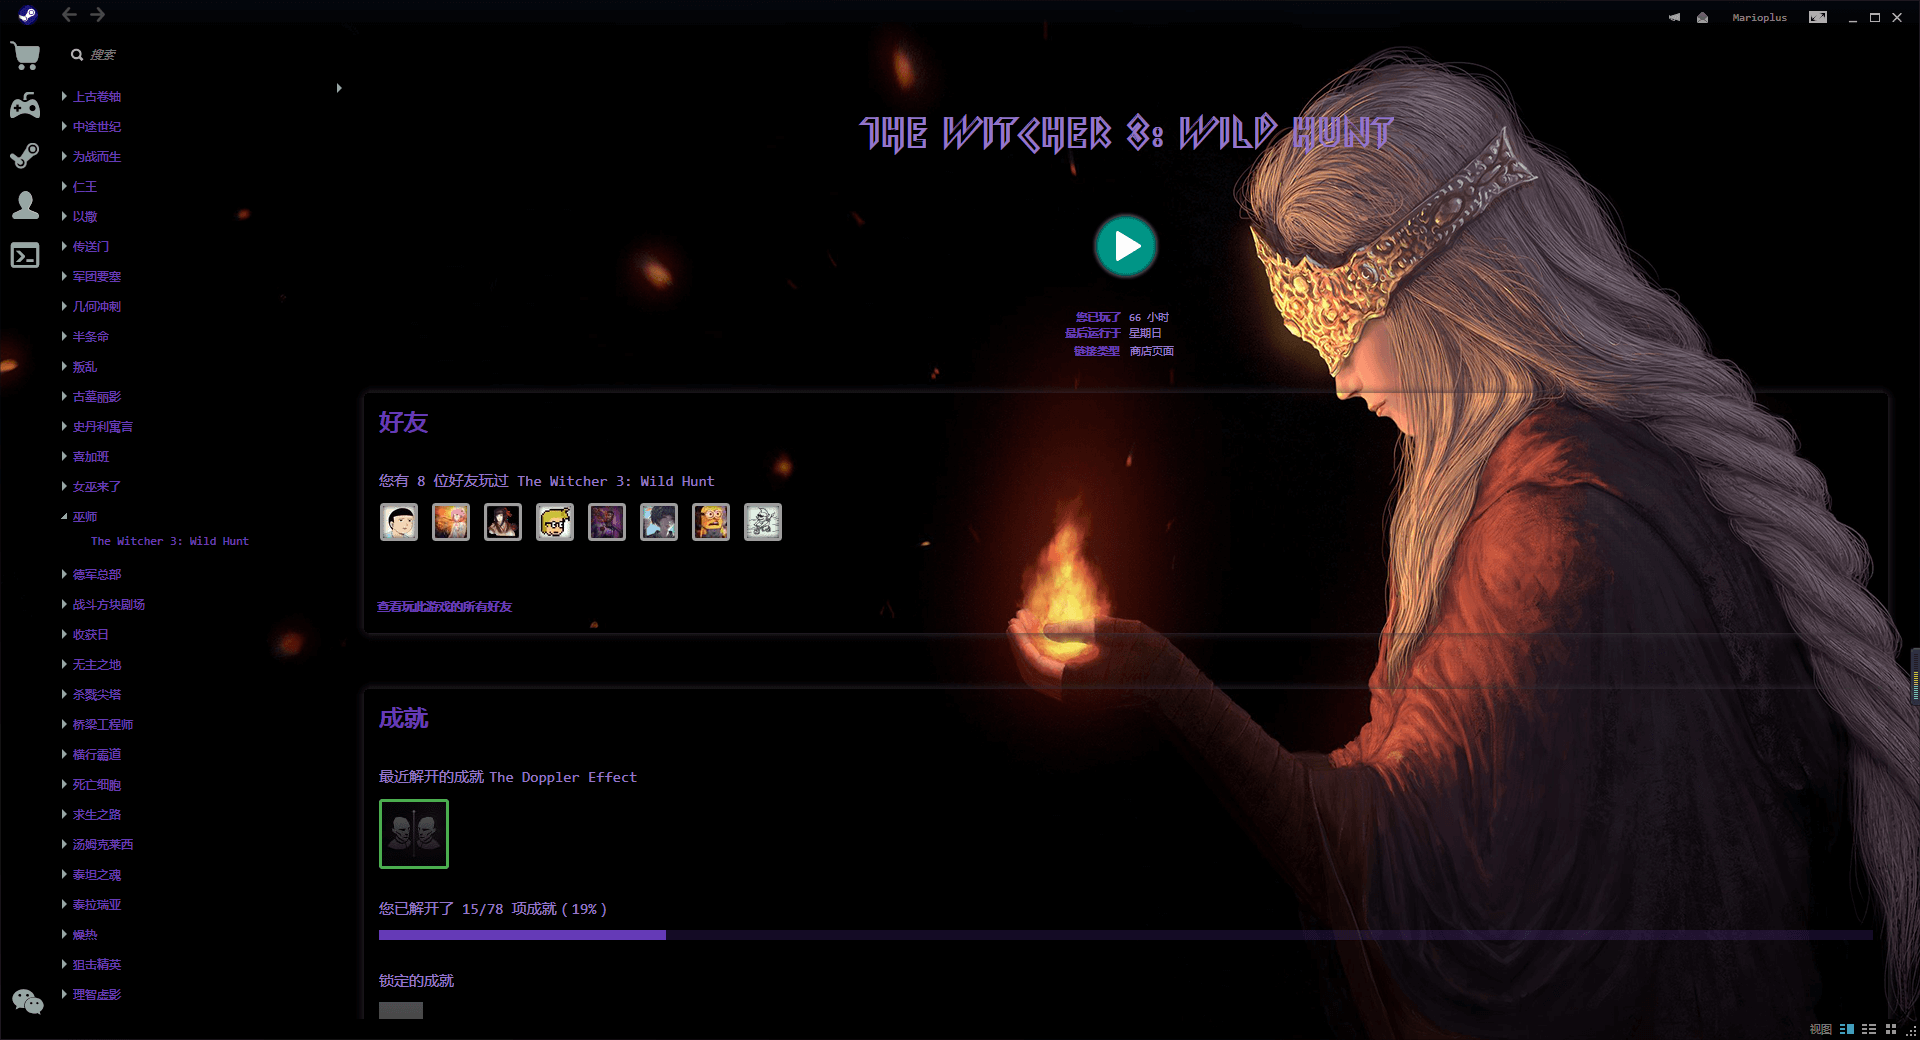 Marioplus
搜索
上古卷轴
中途世纪
为战而生
仁王
以撒
传送门
军团要塞
几何冲刺
半条命
叛乱
古墓丽影
史丹利寓言
喜加班
女巫来了
巫师
The Witcher 3: Wild Hunt
德军总部
战斗方块剧场
收获日
无主之地
杀戮尖塔
桥梁工程师
横行霸道
死亡细胞
求生之路
汤姆克莱西
泰坦之魂
泰拉瑞亚
燥热
狙击精英
理智虚影
THE WITCHER 3: WILD HUNT
您已玩了 66 小时
最后运行于 星期日
链接类型 商店页面
好友
您有 8 位好友玩过 The Witcher 3: Wild Hunt
查看玩此游戏的所有好友
成就
最近解开的成就 The Doppler Effect
您已解开了 15/78 项成就 ( 19% )
锁定的成就
视图